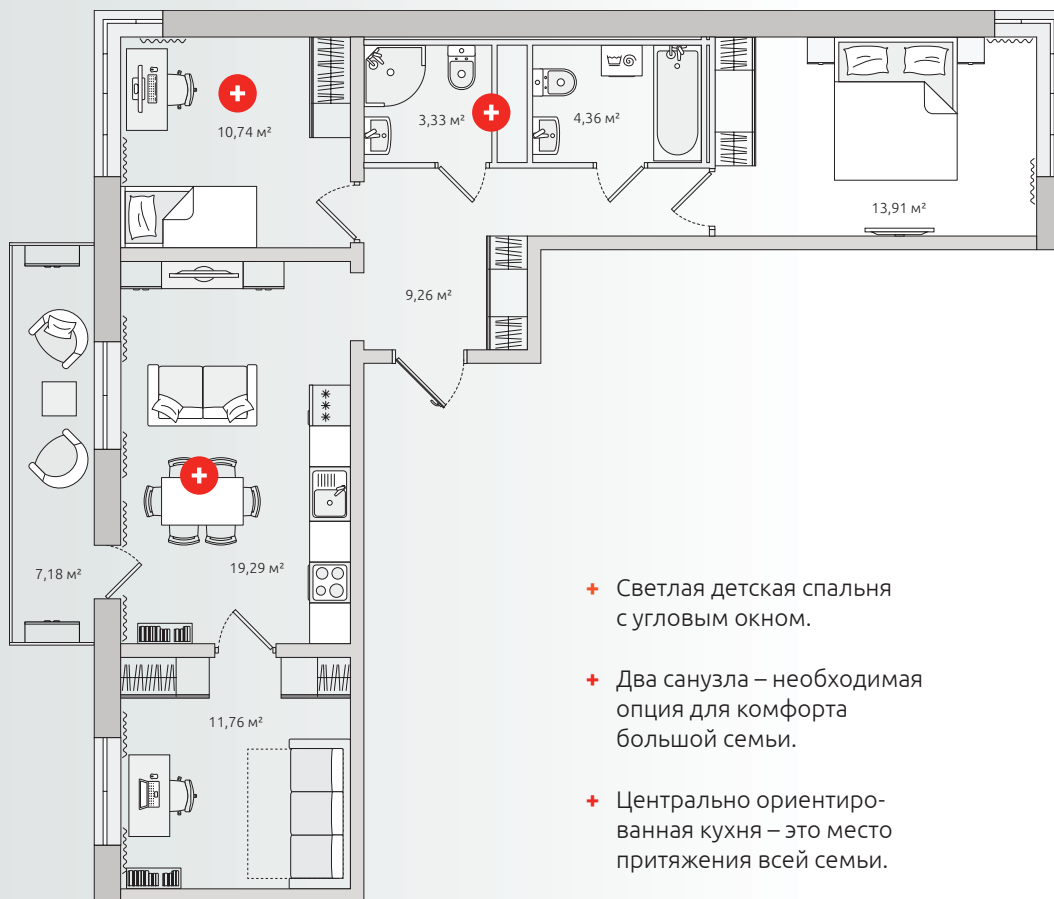 10,74 м²
3,33 м²
4,36 м²
13,91 м²
9,26 м²
7,18 м²
19,29 м²
11,76 м²
+ Светлая детская спальня
с угловым окном.
+ Два санузла – необходимая
опция для комфорта
большой семьи.
+ Центрально ориентиро-
ванная кухня – это место
притяжения всей семьи.